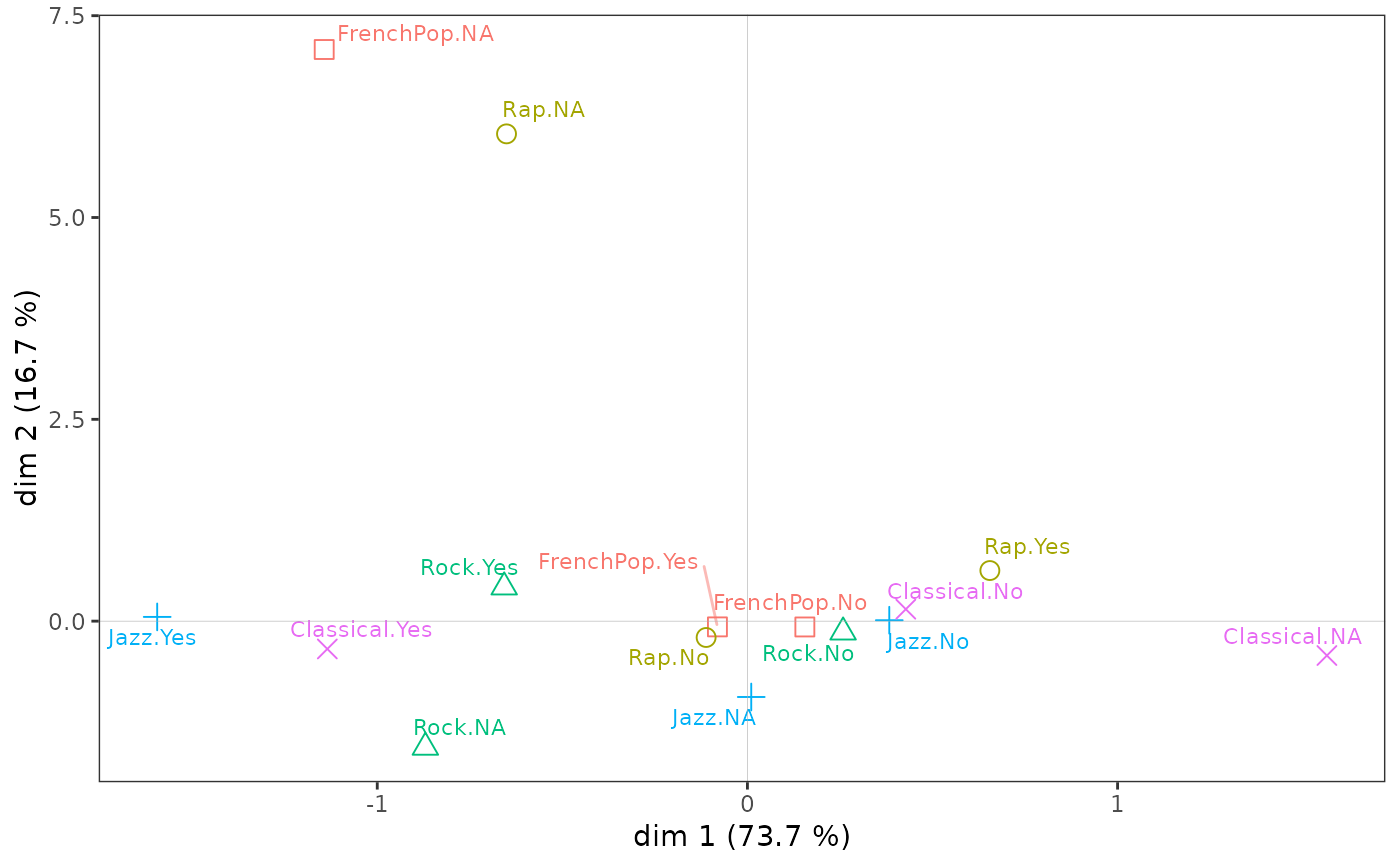 7.5
FrenchPop.NA
Rap.NA
5.0
dim 2 (16.7 %)
2.5
Rap.Yes
FrenchPop.Yes
Rock.Yes
Classical.No
FrenchPop.No
0.0
Classical.Yes
Classical.NA
Jazz.Yes
Jazz.No
Rock.No
Rap.No
Jazz.NA
Rock.NA
-1
0
1
dim 1 (73.7 %)